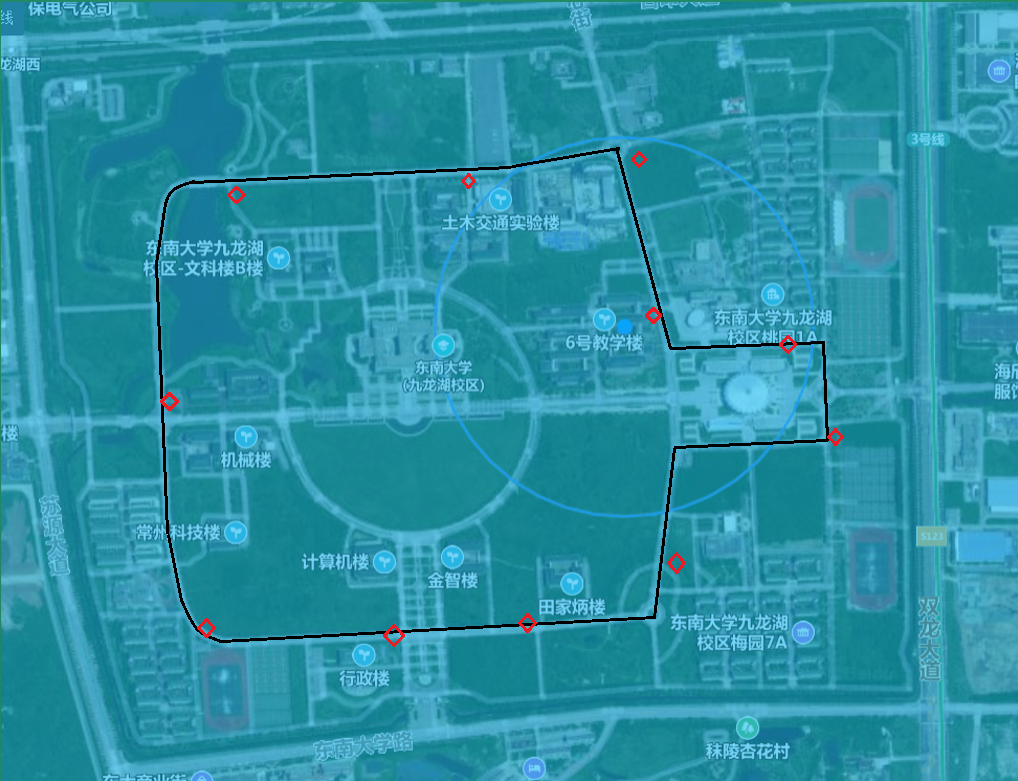 线
保电气公司
龙湖西
3号线
土木交通实验楼
东南大学九龙湖
校区-文科楼B楼
6号教学楼
东南大学九龙湖
校区桃园1A
东南大学
(九龙湖校区)
楼
机械楼
苏源大道
常州科技楼
计算机楼
金智楼
田家炳楼
S123
双龙大道
东南大学九龙湖
校区梅园7A
行政楼
东南大学路
秣陵杏花村